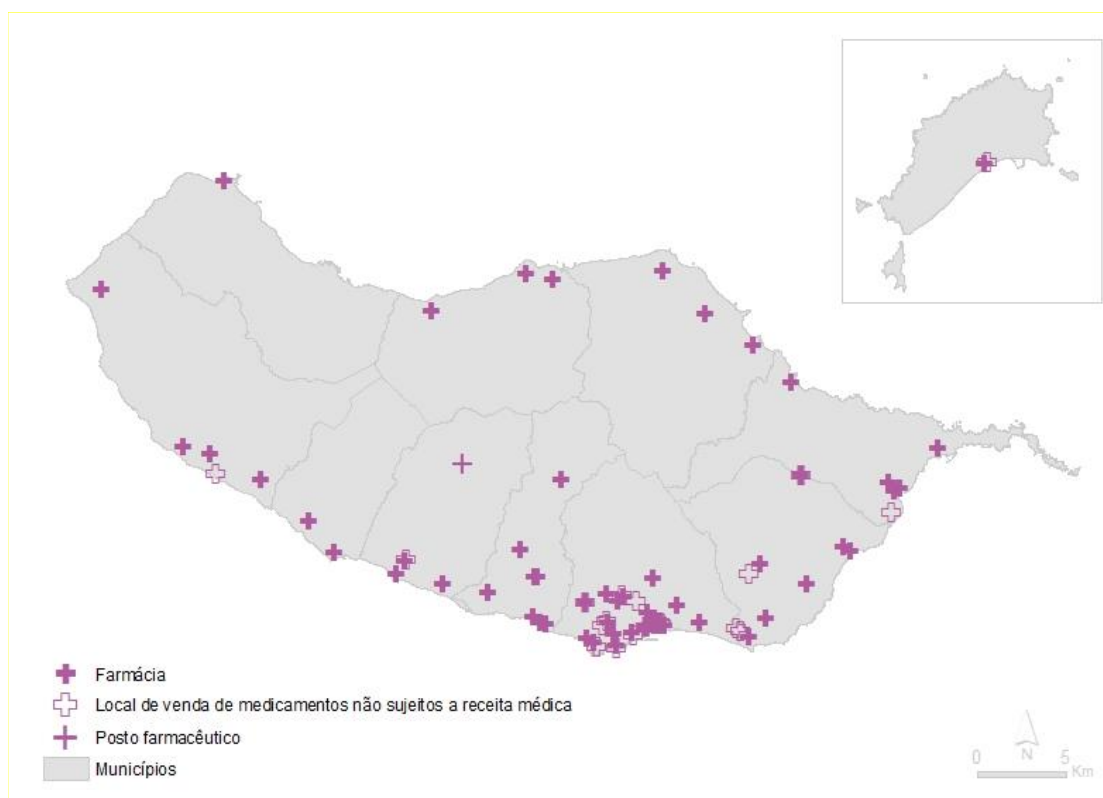 Farmácia
Local de venda de medicamentos não sujeitos a receita médica
Posto farmacêutico
Municípios
N
0 5
Km